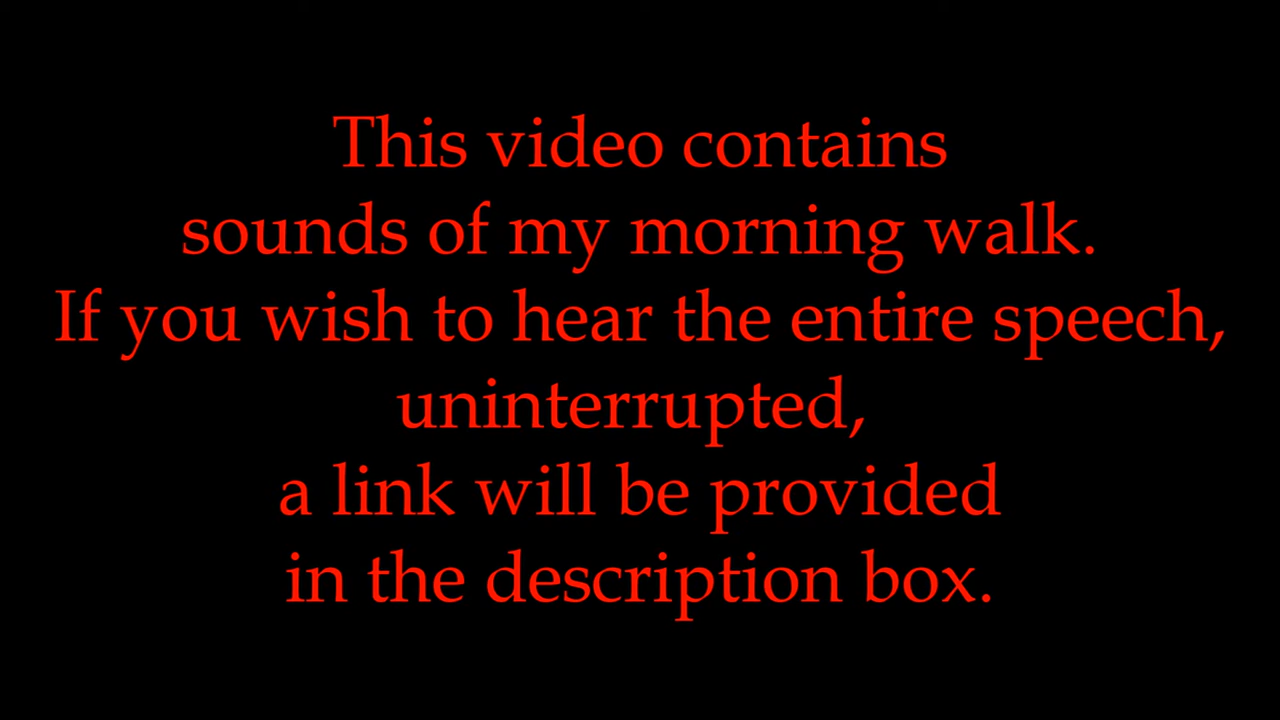 This video contains
sounds of my morning walk.
If you wish to hear the entire speech,
uninterrupted,
a link will be provided
in the description box.